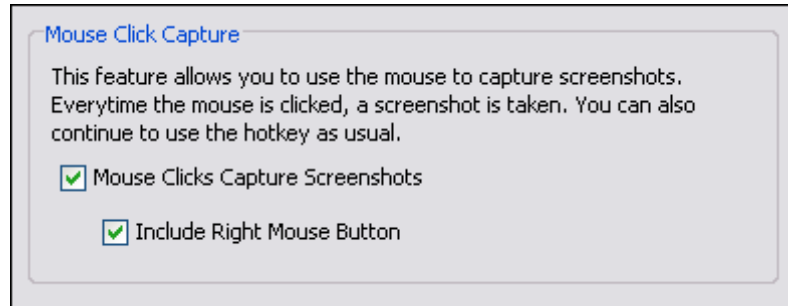 Mouse Click Capture
This feature allows you to use the mouse to capture screenshots.
Everytime the mouse is clicked, a screenshot is taken. You can also
continue to use the hotkey as usual.
Mouse Clicks Capture Screenshots
Include Right Mouse Button